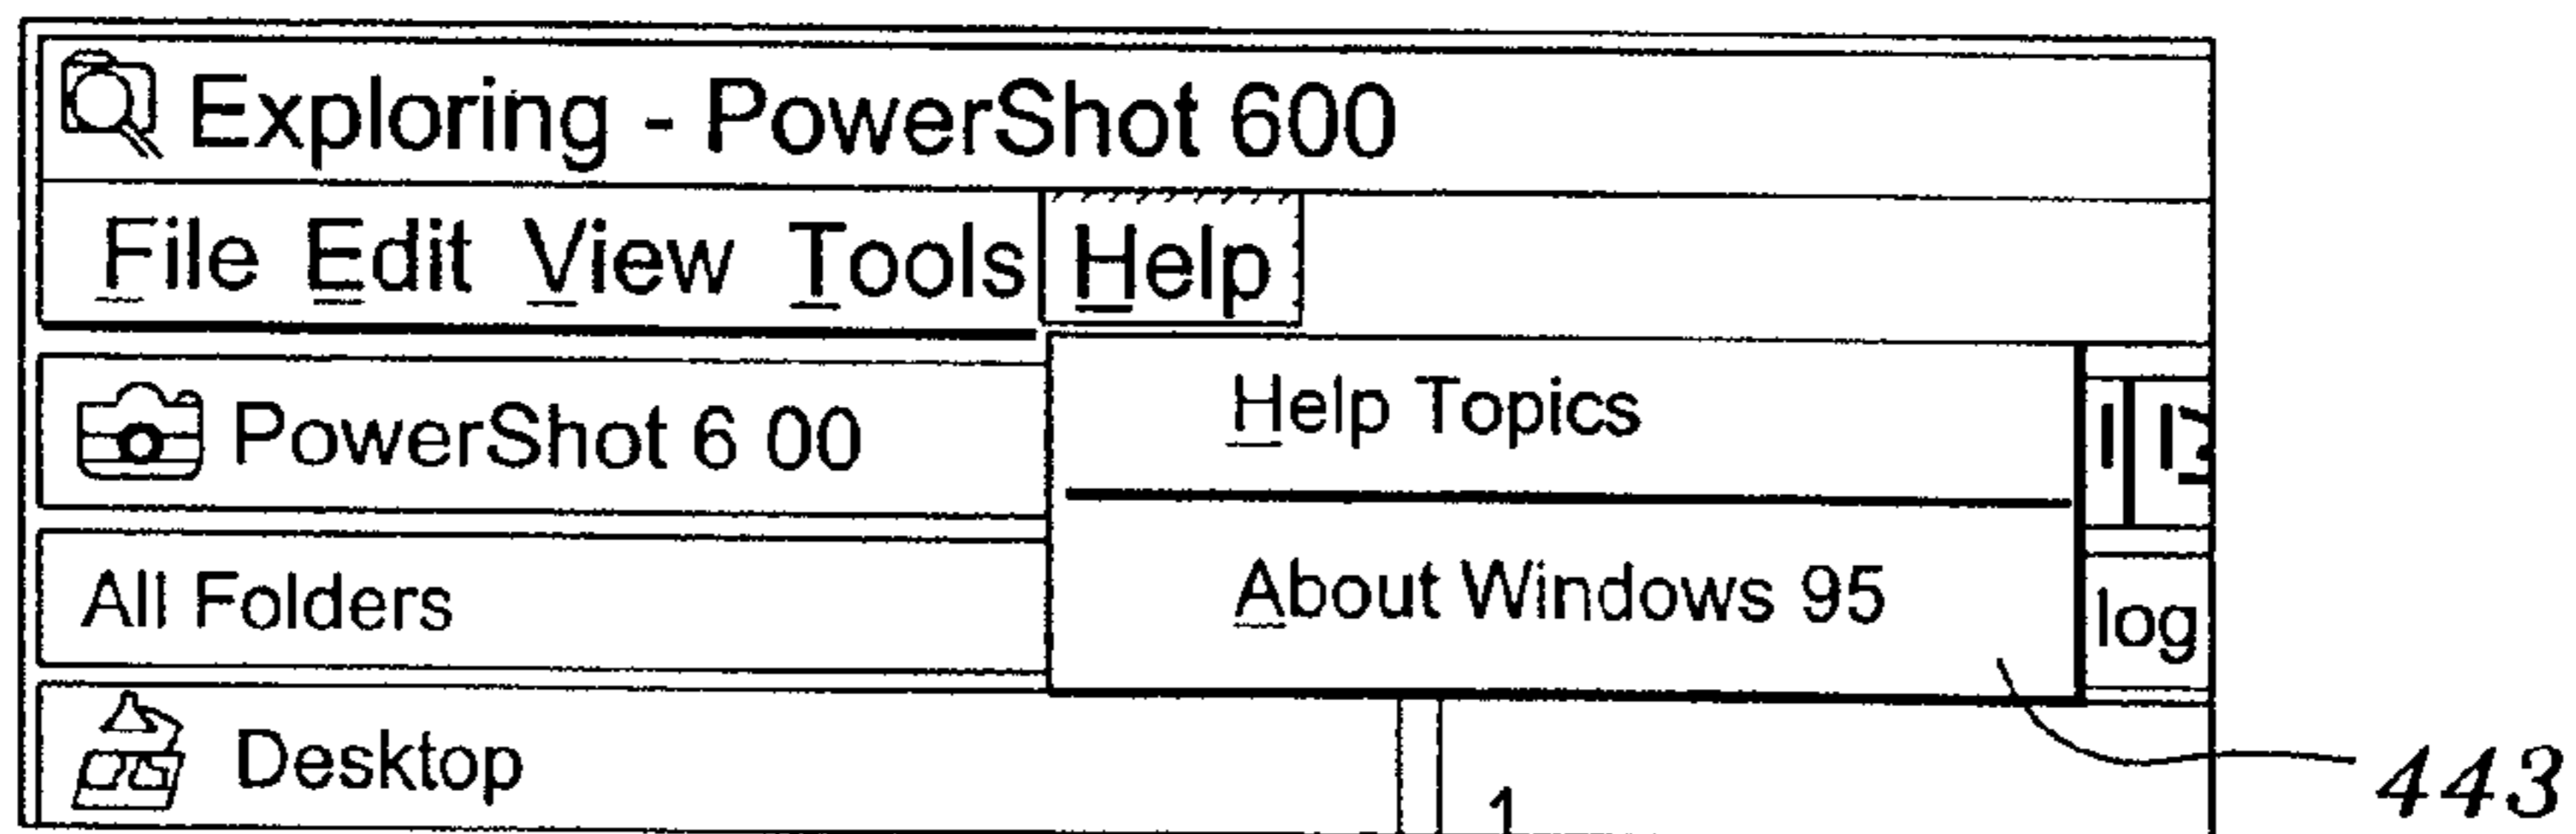 Exploring - PowerShot 600
File Edit View Tools Help
PowerShot 6 00
Help Topics
All Folders
About Windows 95
log
Desktop
1
443